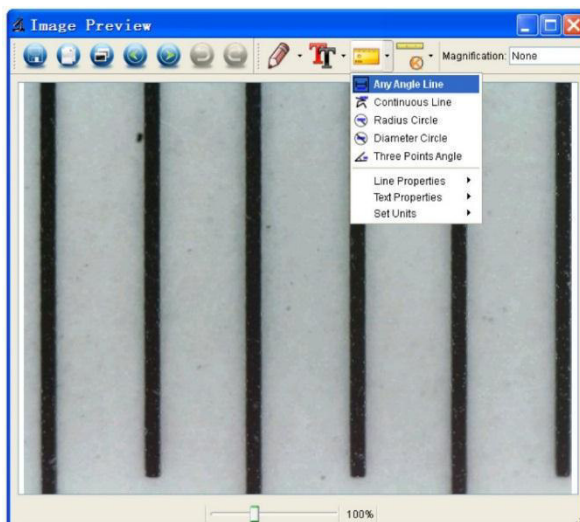 Image Preview
TT
Magnification: None
Any Angle Line
Continuous Line
Radius Circle
Diameter Circle
Three Points Angle
Line Properties
Text Properties
Set Units
100%